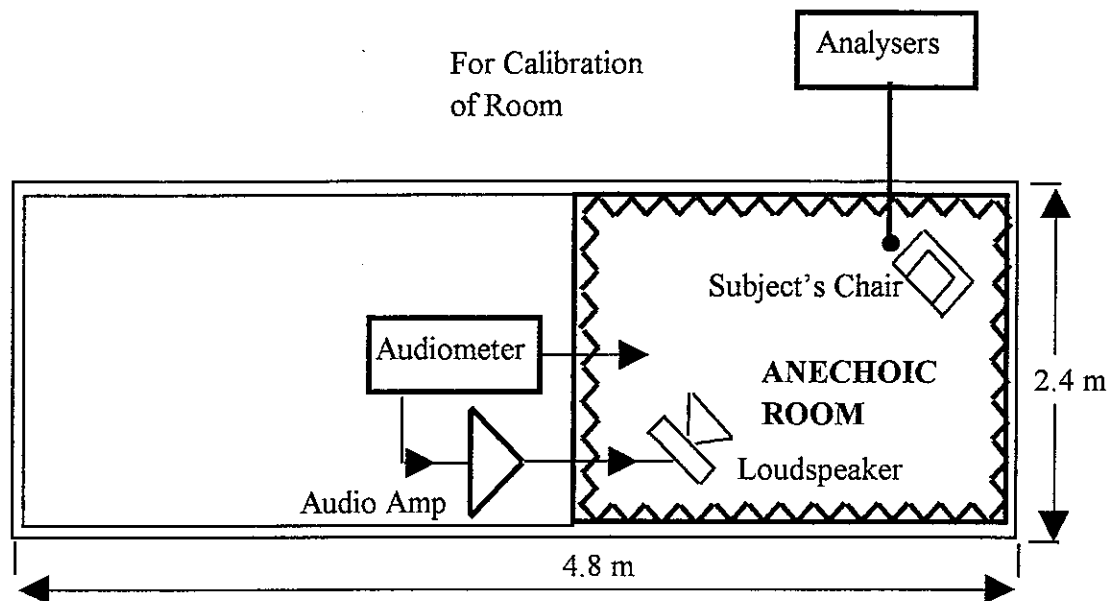 For Calibration
of Room
Analysers
Subject's Chair
Audiometer
ANECHOIC
ROOM
2.4 m
Loudspeaker
Audio Amp
4.8 m